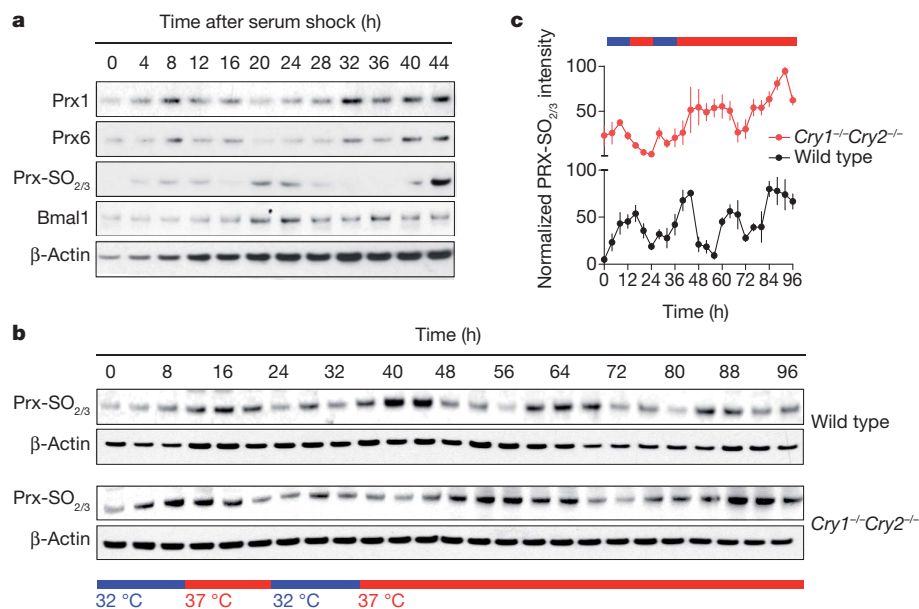 a
Time after serum shock (h)
0 4 8 12 16 20 24 28 32 36 40 44
Prx1
Prx6
Prx-SO2/3
Bmal1
β-Actin
c
Normalized PRX-SO2/3 intensity
100
50
0
100
50
0
0 12 24 36 48 60 72 84 96
Time (h)
Cry1–/–Cry2–/–
Wild type
b
Time (h)
0 8 16 24 32 40 48 56 64 72 80 88 96
Prx-SO2/3
β-Actin
Wild type
Prx-SO2/3
β-Actin
Cry1–/–Cry2–/–
32 °C 37 °C 32 °C 37 °C